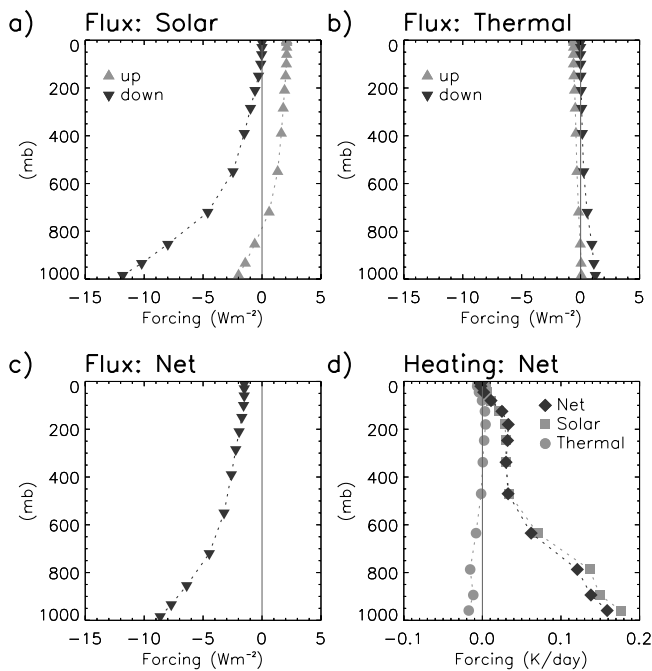 a) Flux: Solar
0
200
400
600
800
1000
(mb)
up
down
-15 -10 -5 0 5
Forcing (Wm⁻²)
b) Flux: Thermal
0
200
400
600
800
1000
(mb)
up
down
-15 -10 -5 0 5
Forcing (Wm⁻²)
c) Flux: Net
0
200
400
600
800
1000
(mb)
-15 -10 -5 0 5
Forcing (Wm⁻²)
d) Heating: Net
0
200
400
600
800
1000
(mb)
Net
Solar
Thermal
-0.1 0.0 0.1 0.2
Forcing (K/day)